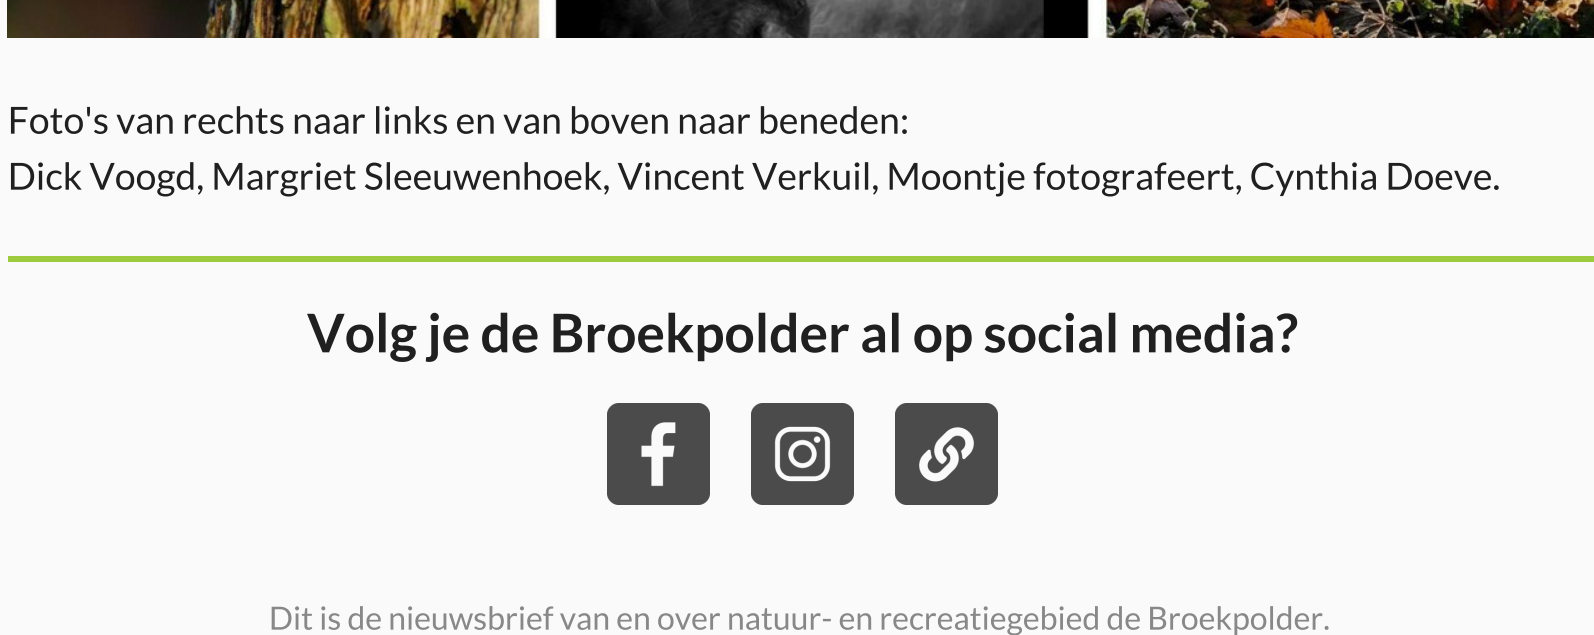 Foto's van rechts naar links en van boven naar beneden:
Dick Voogd, Margriet Sleeuwenhoek, Vincent Verkuil, Moontje fotografeert, Cynthia Doeve.
Volg je de Broekpolder al op social media?
Dit is de nieuwsbrief van en over natuur- en recreatiegebied de Broekpolder.